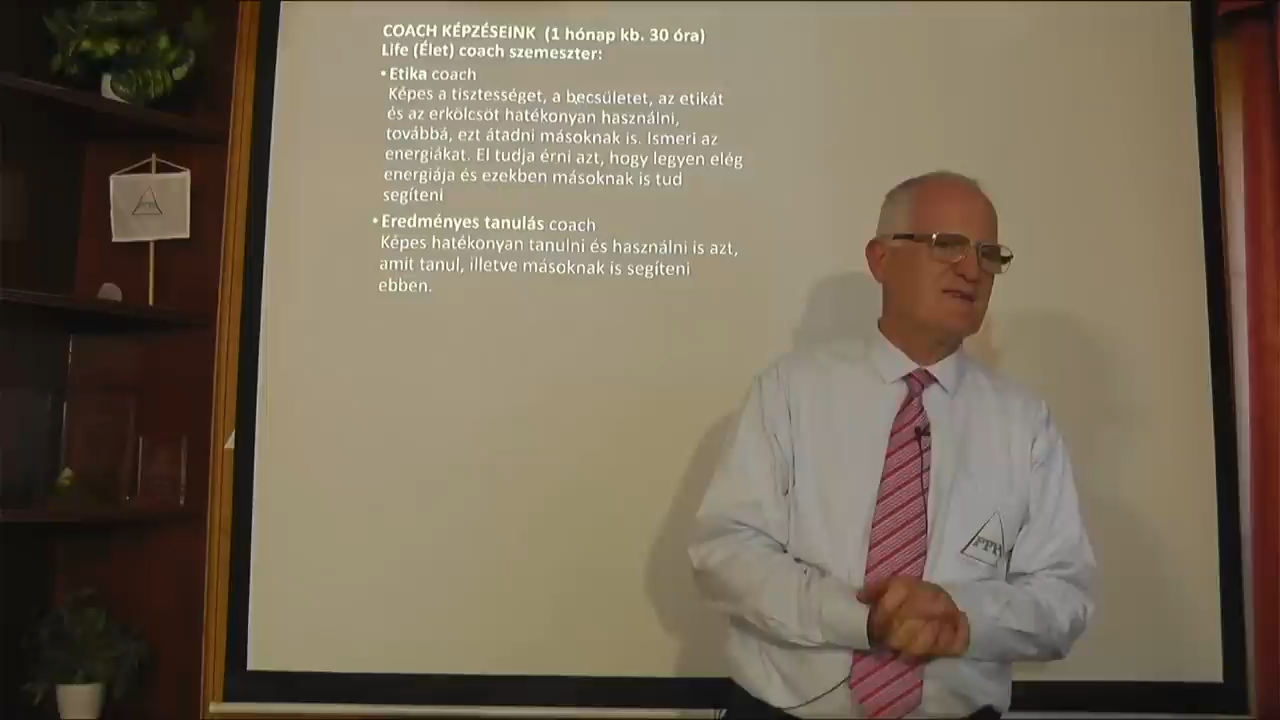 COACH KÉPZÉSEINK (1 hónap kb. 30 óra)
Life (Élet) coach szemeszter:
• Etika coach
Képes a tisztességet, a becsületet, az etikát
és az erkölcsöt hatékonyan használni,
továbbá, ezt átadni másoknak is. Ismeri az
energiákat. El tudja érni azt, hogy legyen elég
energiája és ezekben másoknak is tud
segíteni
• Eredményes tanulás coach
Képes hatékonyan tanulni és használni is azt,
amit tanul, illetve másoknak is segíteni
ebben.